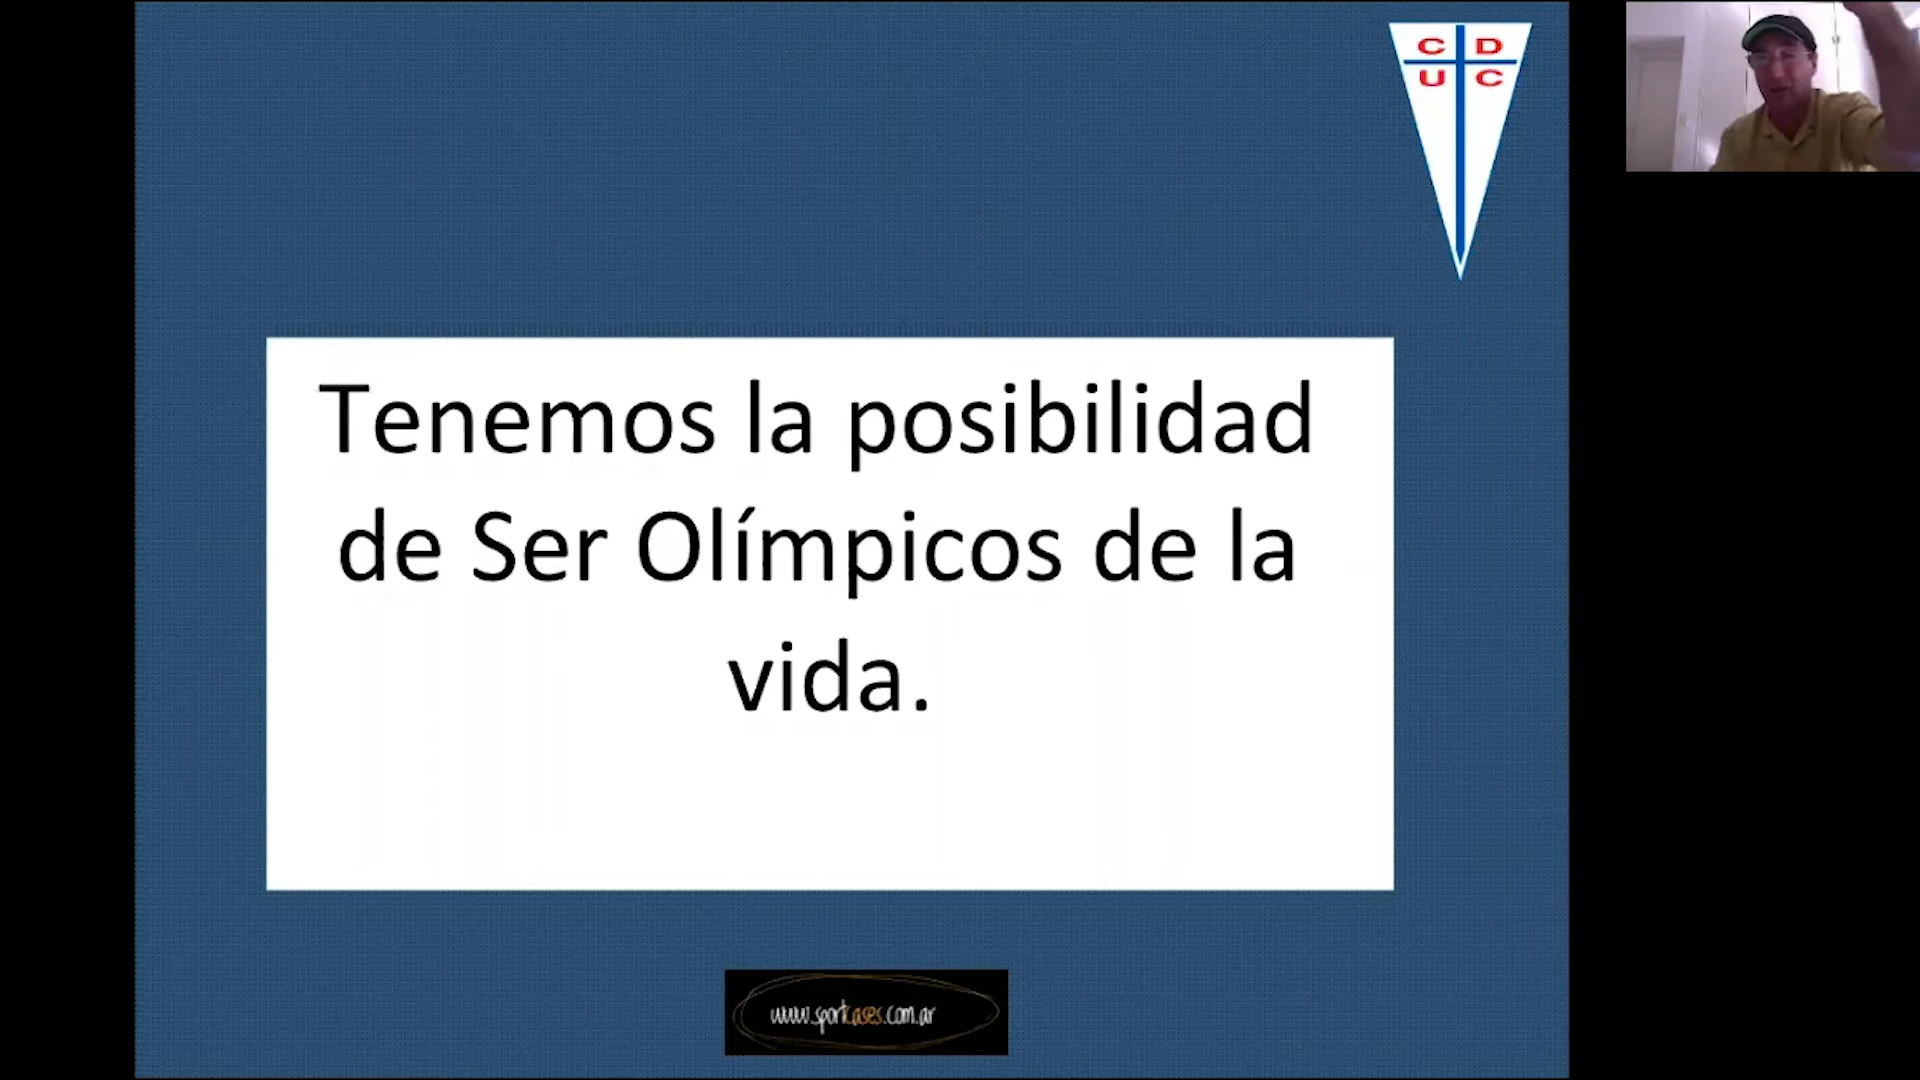 C D
U C
Tenemos la posibilidad
de Ser Olímpicos de la
vida.
www.sportcases.com.ar